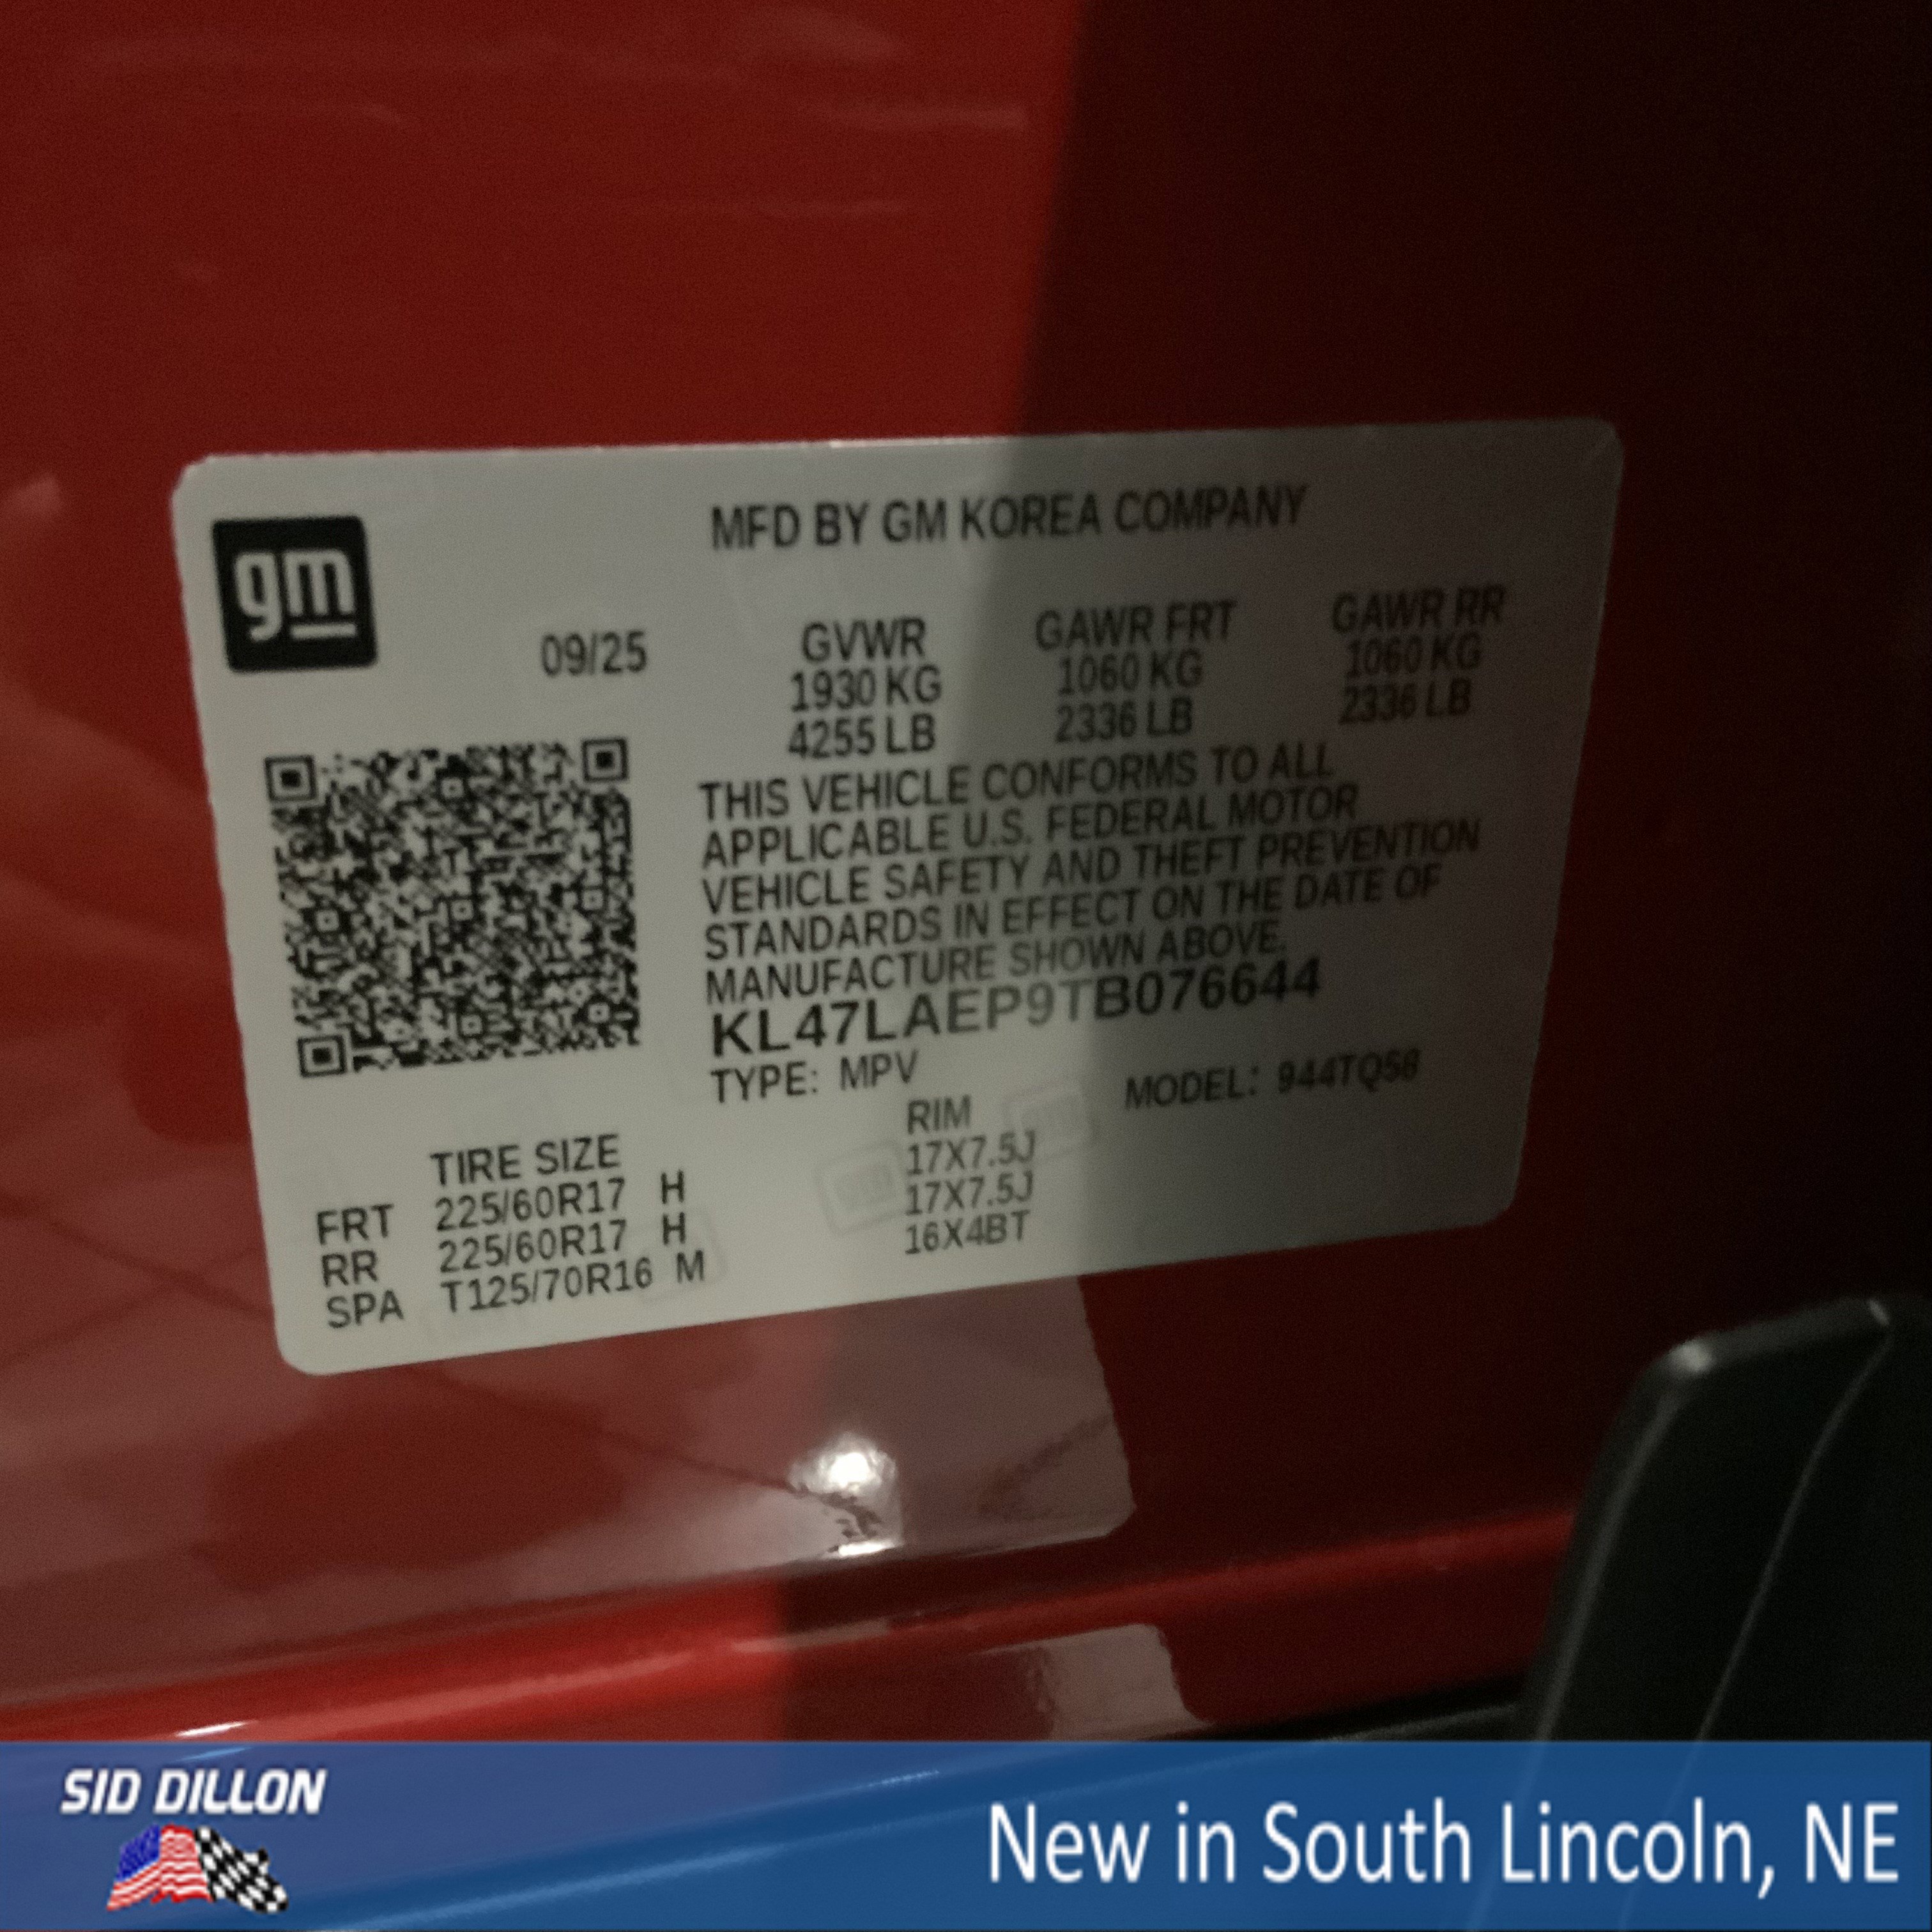 gm
MFD BY GM KOREA COMPANY
09/25 GVWR GAWR FRT GAWR RR
1930 KG 1060 KG 1060 KG
4255 LB 2336 LB 2336 LB
THIS VEHICLE CONFORMS TO ALL
APPLICABLE U.S. FEDERAL MOTOR
VEHICLE SAFETY AND THEFT PREVENTION
STANDARDS IN EFFECT ON THE DATE OF
MANUFACTURE SHOWN ABOVE.
KL47LAEP9TB076644
TYPE: MPV MODEL: 944TQ58
TIRE SIZE RIM
FRT 225/60R17 H 17X7.5J
RR 225/60R17 H 17X7.5J
SPA T125/70R16 M 16X4BT
SID DILLON
New in South Lincoln, NE